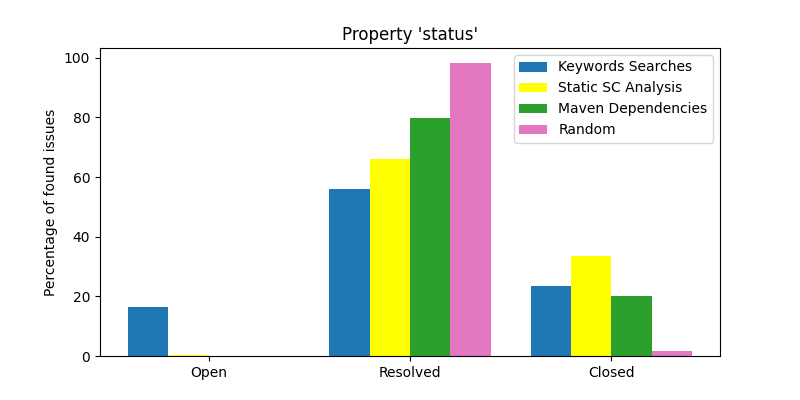 Property 'status'
Percentage of found issues
100
80
60
40
20
0
Open
Resolved
Closed
Keywords Searches
Static SC Analysis
Maven Dependencies
Random